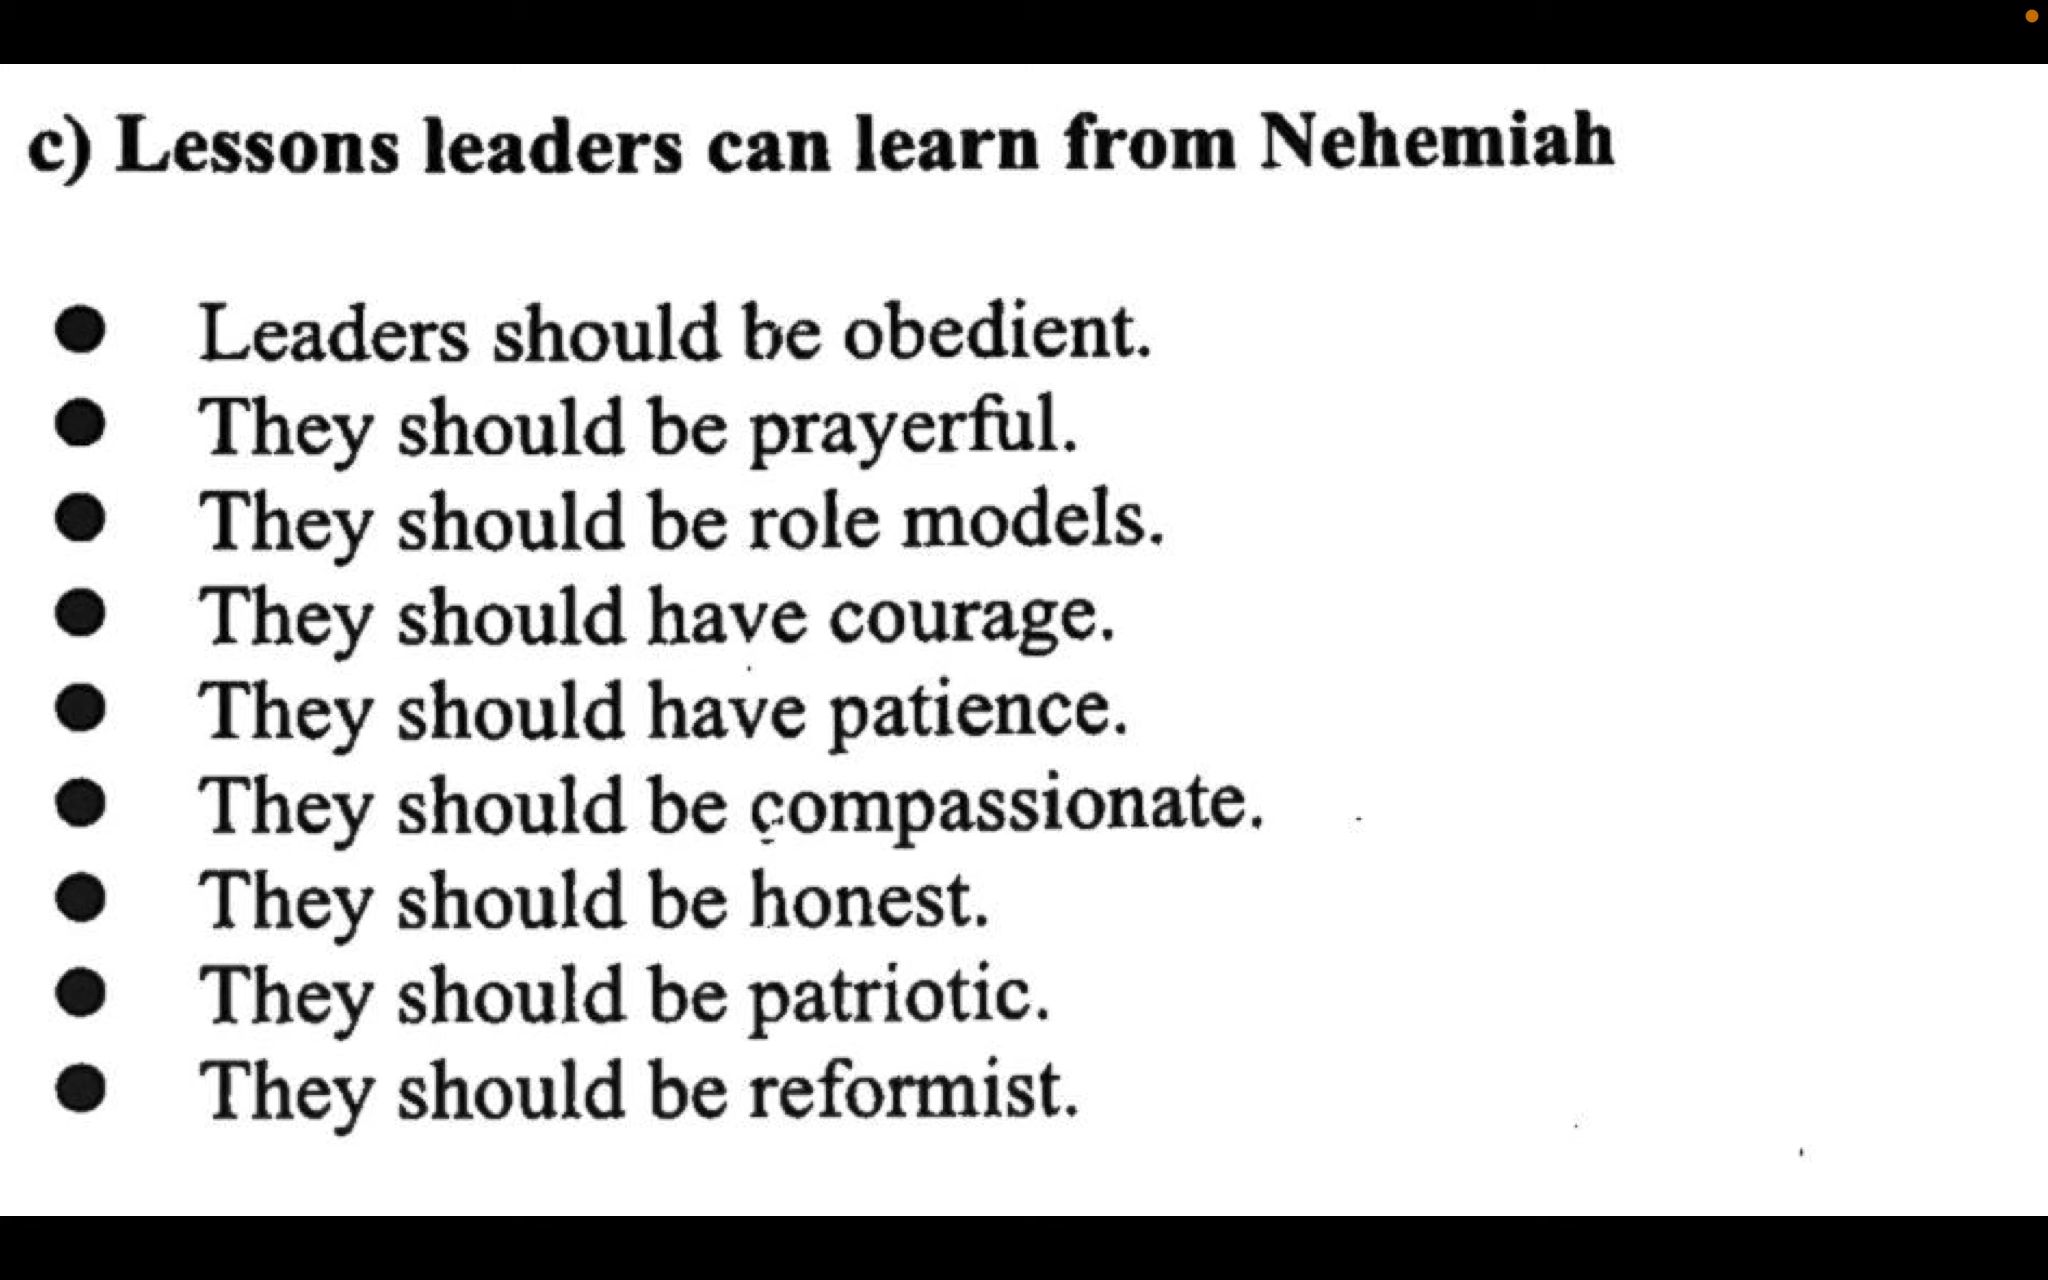 c) Lessons leaders can learn from Nehemiah
● Leaders should be obedient.
● They should be prayerful.
● They should be role models.
● They should have courage.
● They should have patience.
● They should be compassionate.
● They should be honest.
● They should be patriotic.
● They should be reformist.